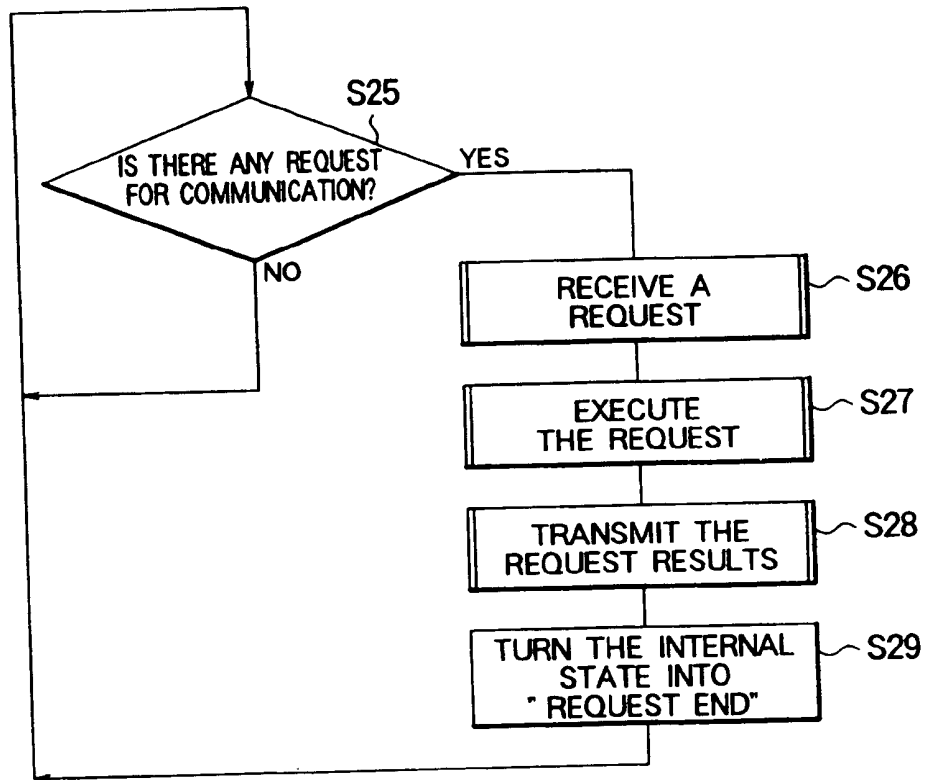 S25
IS THERE ANY REQUEST
FOR COMMUNICATION?
YES
NO
RECEIVE A
REQUEST
S26
EXECUTE
THE REQUEST
S27
TRANSMIT THE
REQUEST RESULTS
S28
TURN THE INTERNAL
STATE INTO
" REQUEST END"
S29